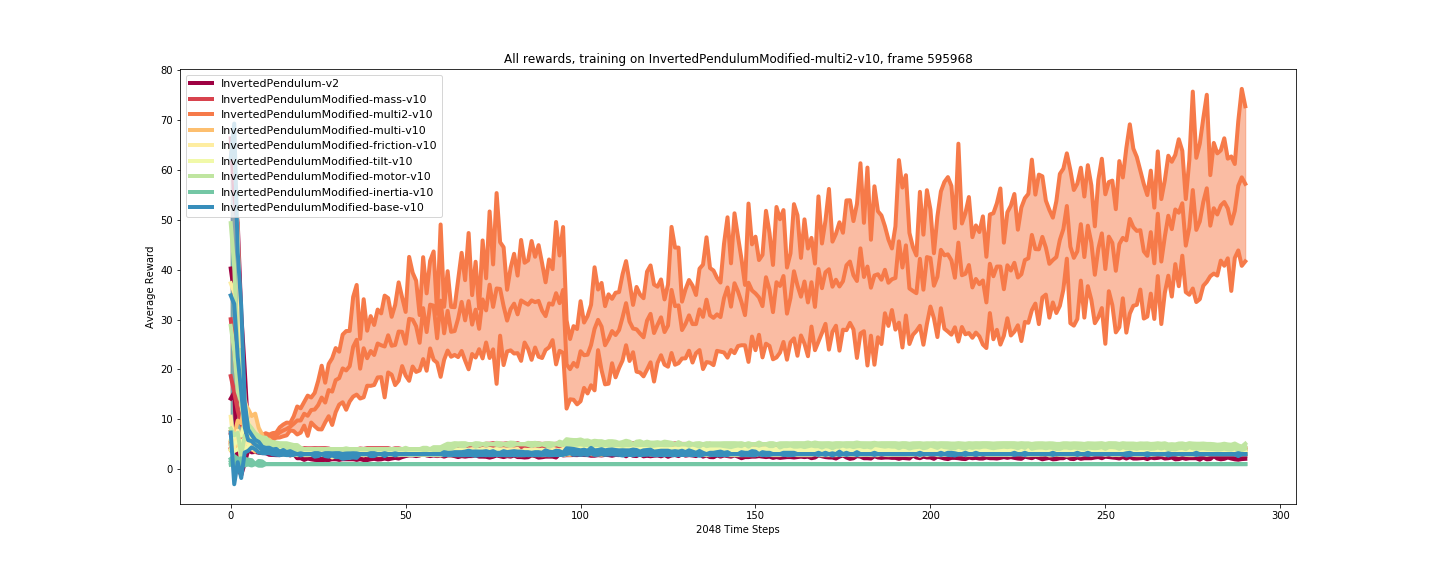 All rewards, training on InvertedPendulumModified-multi2-v10, frame 595968
80
70
60
50
40
30
20
10
0
Average Reward
InvertedPendulum-v2
InvertedPendulumModified-mass-v10
InvertedPendulumModified-multi2-v10
InvertedPendulumModified-multi-v10
InvertedPendulumModified-friction-v10
InvertedPendulumModified-tilt-v10
InvertedPendulumModified-motor-v10
InvertedPendulumModified-inertia-v10
InvertedPendulumModified-base-v10
0 50 100 150 200 250 300
2048 Time Steps